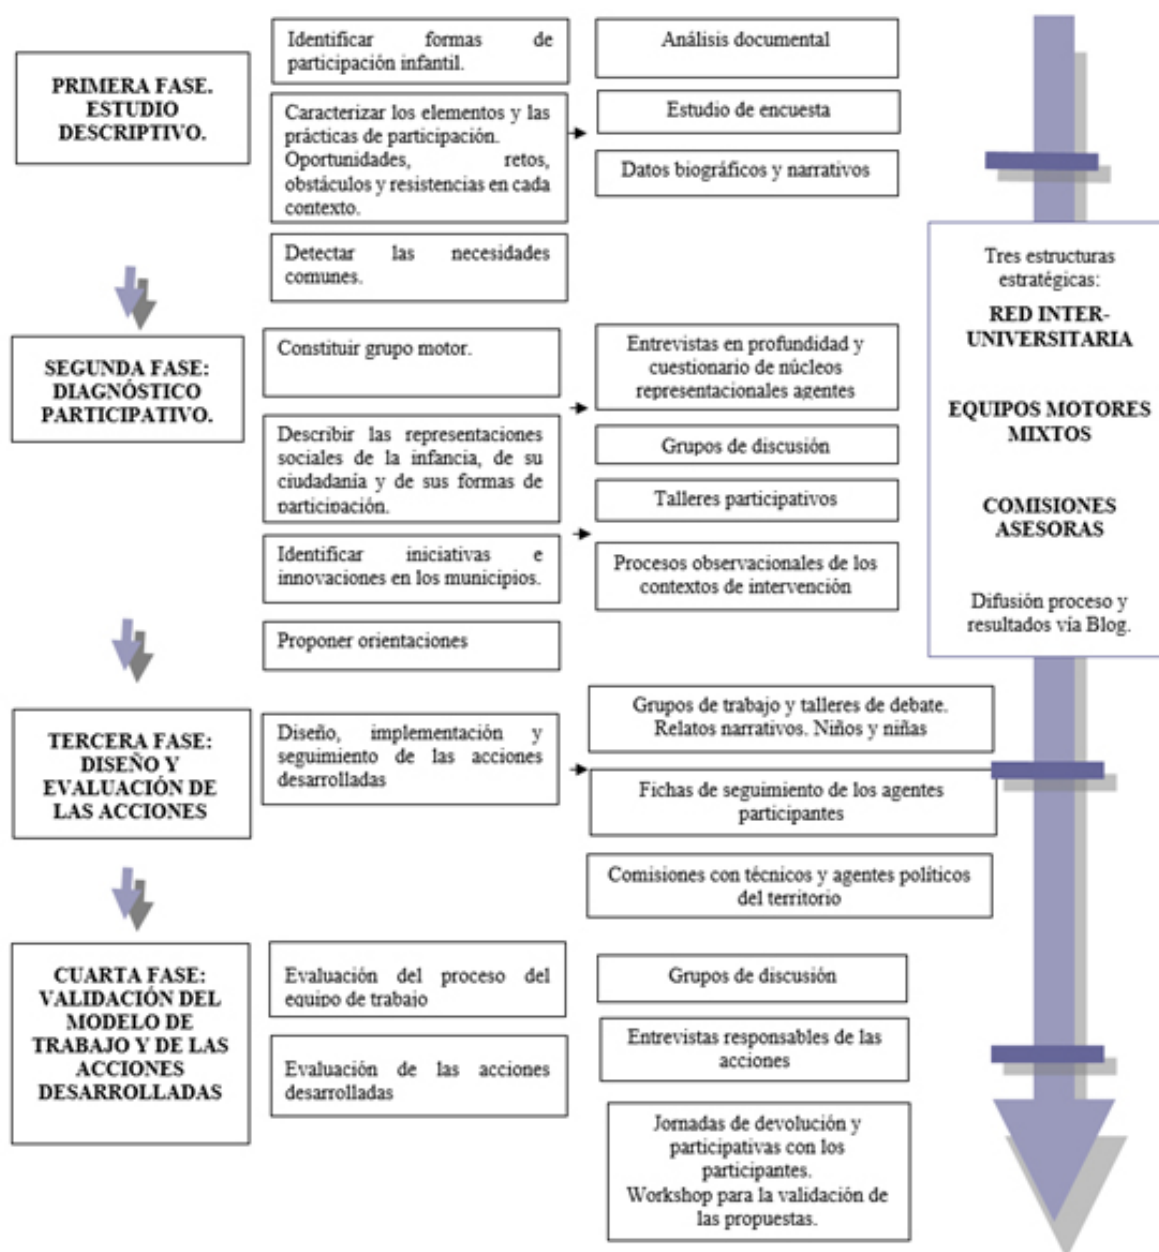 PRIMERA FASE.
ESTUDIO
DESCRIPTIVO.
Identificar formas de
participación infantil.
Caracterizar los elementos y las
prácticas de participación.
Oportunidades, retos,
obstáculos y resistencias en cada
contexto.
Detectar las necesidades
comunes.
Análisis documental
Estudio de encuesta
Datos biográficos y narrativos
SEGUNDA FASE:
DIAGNÓSTICO
PARTICIPATIVO.
Constituir grupo motor.
Describir las representaciones
sociales de la infancia, de su
ciudadanía y de sus formas de
participación.
Identificar iniciativas e
innovaciones en los municipios.
Proponer orientaciones
Entrevistas en profundidad y
cuestionario de núcleos
representacionales agentes
Grupos de discusión
Talleres participativos
Procesos observacionales de los
contextos de intervención
TERCERA FASE:
DISEÑO Y
EVALUACIÓN DE
LAS ACCIONES
Diseño, implementación y
seguimiento de las acciones
desarrolladas
Grupos de trabajo y talleres de debate.
Relatos narrativos. Niños y niñas
Fichas de seguimiento de los agentes
participantes
Comisiones con técnicos y agentes políticos
del territorio
CUARTA FASE:
VALIDACIÓN DEL
MODELO DE
TRABAJO Y DE LAS
ACCIONES
DESARROLLADAS
Evaluación del proceso del
equipo de trabajo
Evaluación de las acciones
desarrolladas
Grupos de discusión
Entrevistas responsables de las
acciones
Jornadas de devolución y
participativas con los
participantes.
Workshop para la validación de
las propuestas.
Tres estructuras
estratégicas:
RED INTER-
UNIVERSITARIA
EQUIPOS MOTORES
MIXTOS
COMISIONES
ASESORAS
Difusión proceso y
resultados vía Blog.